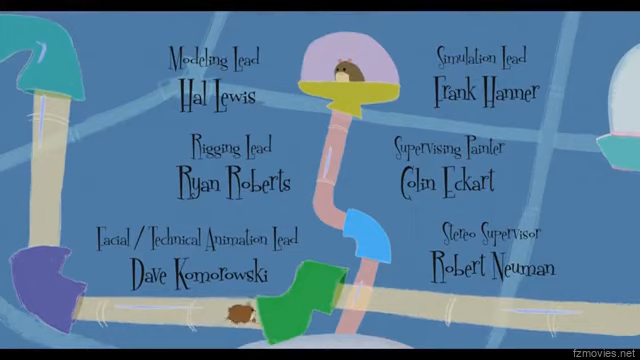 Modeling Lead
Hal Lewis
Rigging Lead
Ryan Roberts
Facial / Technical Animation Lead
Dave Komorowski
Simulation Lead
Frank Hanner
Supervising Painter
Colin Eckart
Stereo Supervisor
Robert Neuman
fzmovies.net